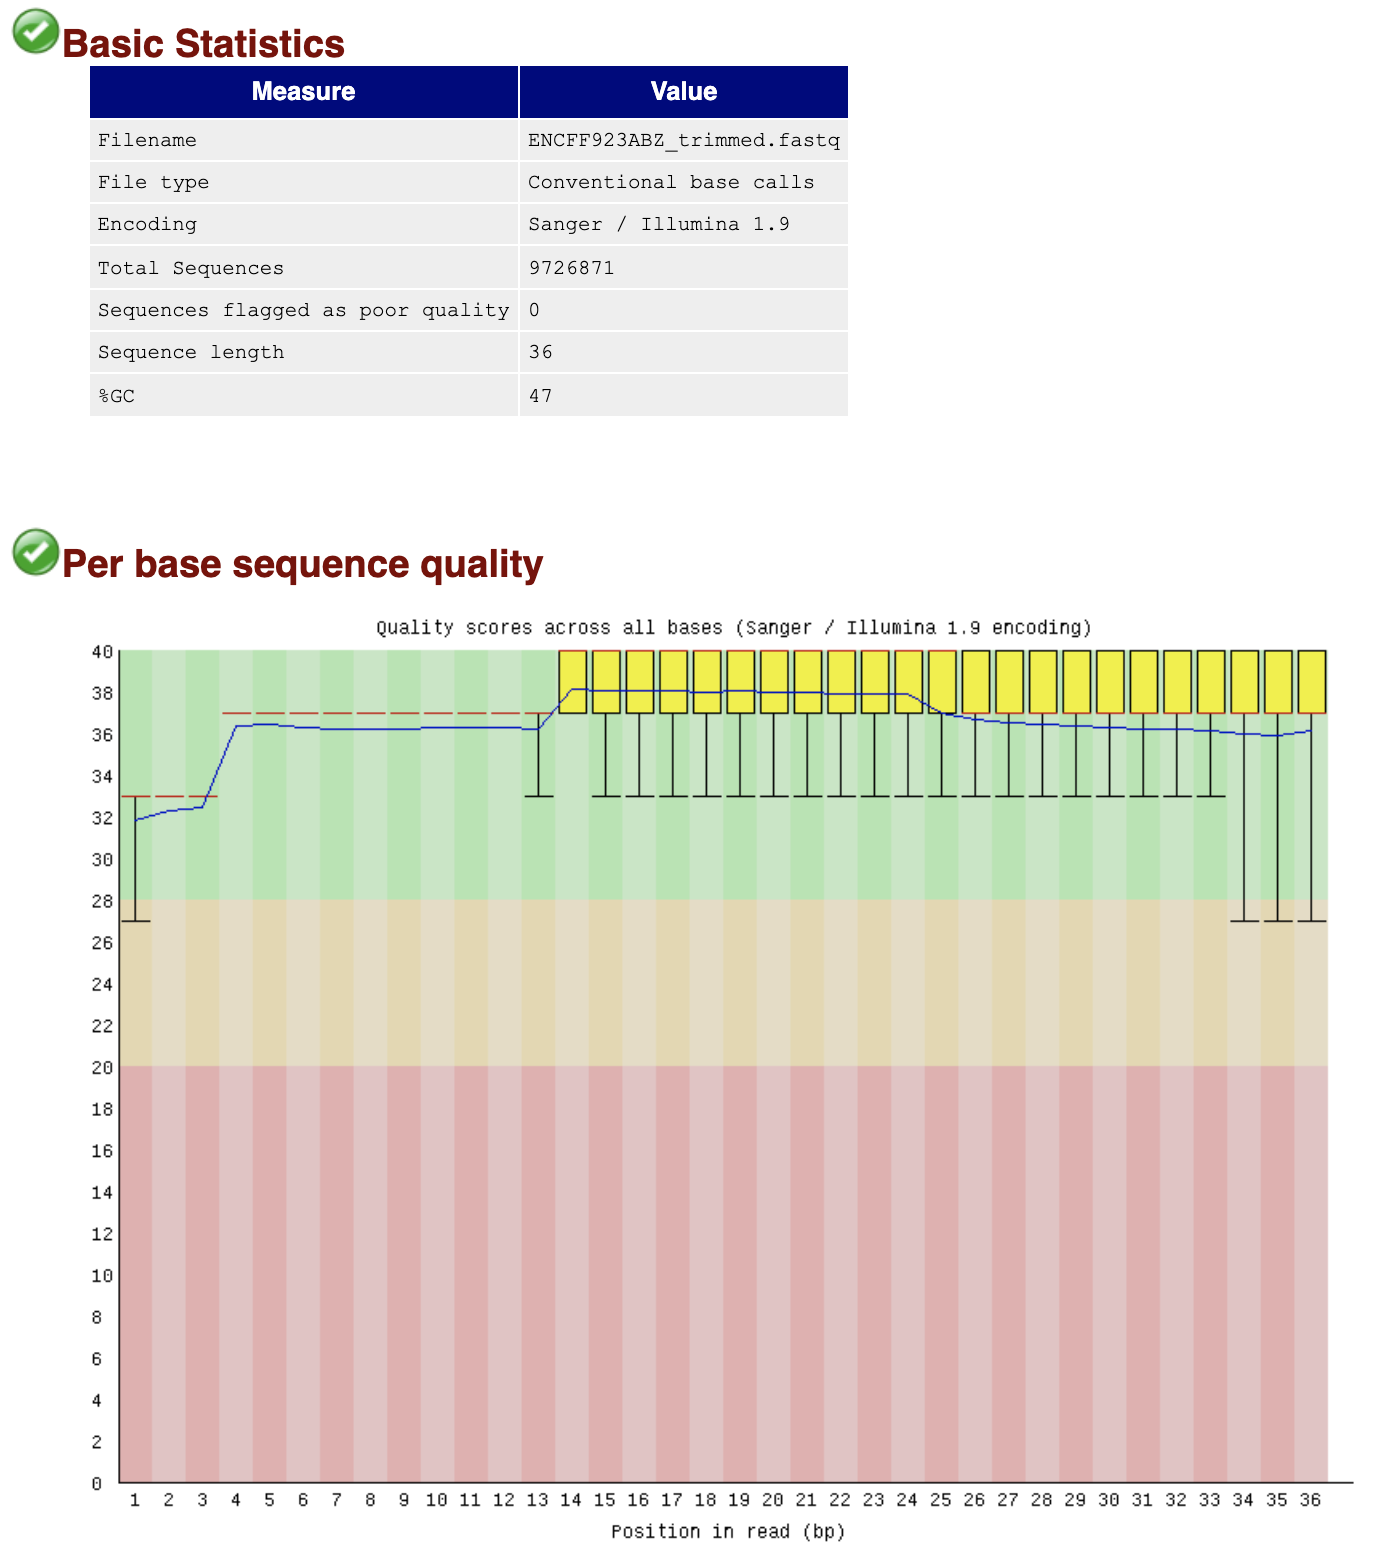 Basic Statistics
Measure Value
Filename ENCFF923ABZ_trimmed.fastq
File type Conventional base calls
Encoding Sanger / Illumina 1.9
Total Sequences 9726871
Sequences flagged as poor quality 0
Sequence length 36
%GC 47
Per base sequence quality
Quality scores across all bases (Sanger / Illumina 1.9 encoding)
40
38
36
34
32
30
28
26
24
22
20
18
16
14
12
10
8
6
4
2
0
1 2 3 4 5 6 7 8 9 10 11 12 13 14 15 16 17 18 19 20 21 22 23 24 25 26 27 28 29 30 31 32 33 34 35 36
Position in read (bp)